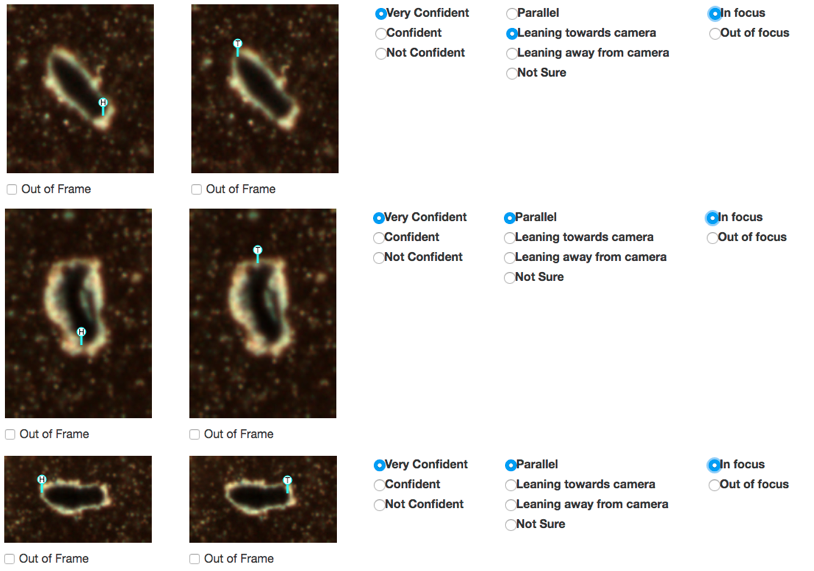 Very Confident Parallel In focus
Confident Leaning towards camera Out of focus
Not Confident Leaning away from camera
Not Sure
H T
Out of Frame Out of Frame
Very Confident Parallel In focus
Confident Leaning towards camera Out of focus
Not Confident Leaning away from camera
Not Sure
T
H
Out of Frame Out of Frame
Very Confident Parallel In focus
Confident Leaning towards camera Out of focus
Not Confident Leaning away from camera
Not Sure
H T
Out of Frame Out of Frame